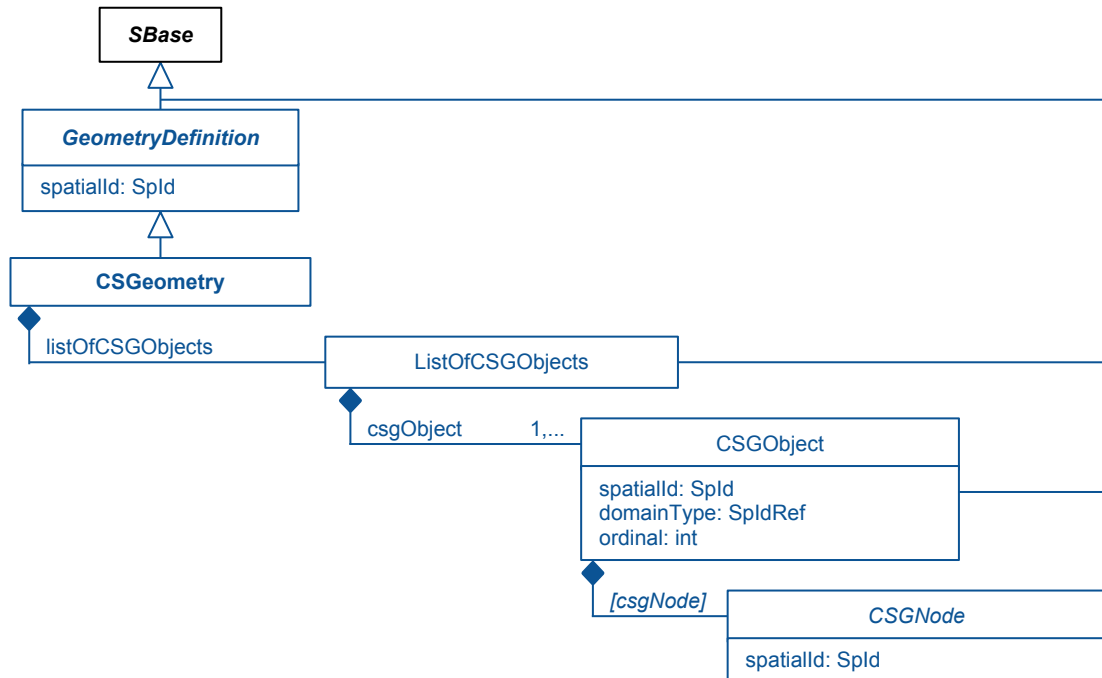 SBase
GeometryDefinition
spatialId: SpId
CSGeometry
listOfCSGObjects
ListOfCSGObjects
csgObject 1,...
CSGObject
spatialId: SpId
domainType: SpIdRef
ordinal: int
[csgNode]
CSGNode
spatialId: SpId